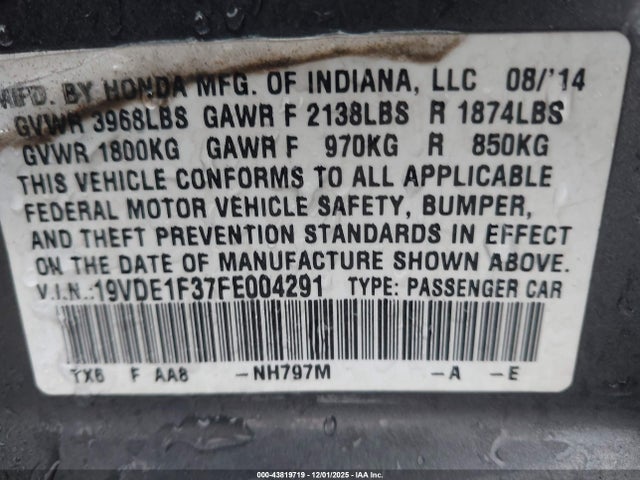 MFD. BY HONDA MFG. OF INDIANA, LLC 08/'14
GVWR 3968LBS GAWR F 2138LBS R 1874LBS
GVWR 1800KG GAWR F 970KG R 850KG
THIS VEHICLE CONFORMS TO ALL APPLICABLE
FEDERAL MOTOR VEHICLE SAFETY, BUMPER,
AND THEFT PREVENTION STANDARDS IN EFFECT
ON THE DATE OF MANUFACTURE SHOWN ABOVE.
V.I.N.:19VDE1F37FE004291 TYPE: PASSENGER CAR
TX6 F AA8 -NH797M -A -E
000-43819719 - 12/01/2025 - IAA Inc.